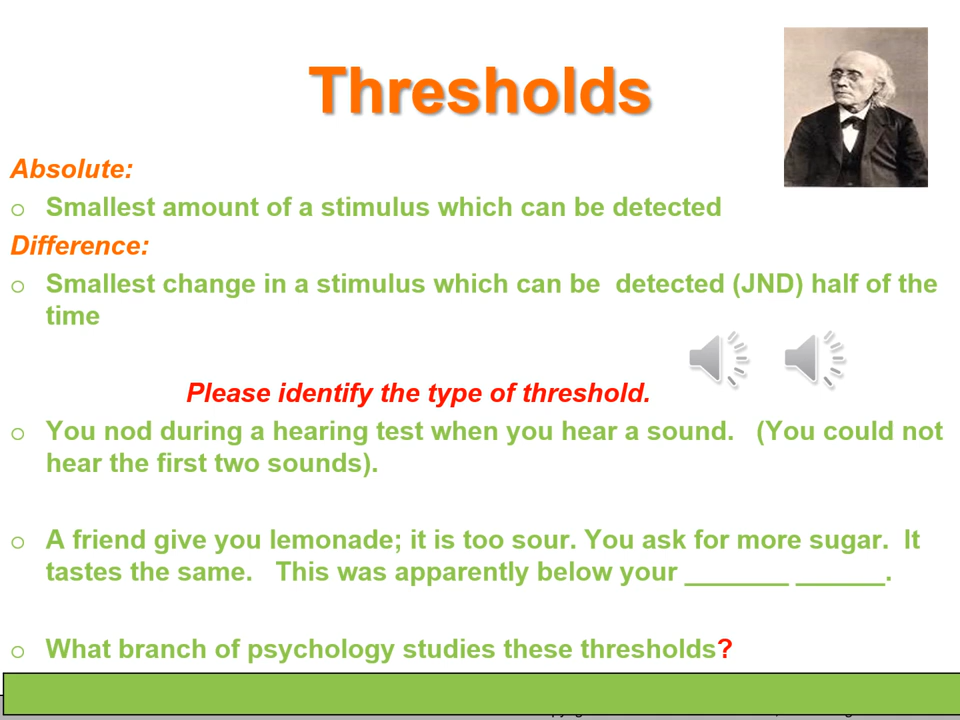 Thresholds
Absolute:
o Smallest amount of a stimulus which can be detected
Difference:
o Smallest change in a stimulus which can be  detected (JND) half of the
time
Please identify the type of threshold.
o You nod during a hearing test when you hear a sound.   (You could not
hear the first two sounds).
o A friend give you lemonade; it is too sour. You ask for more sugar.  It
tastes the same.   This was apparently below your _______ ______.
o What branch of psychology studies these thresholds?